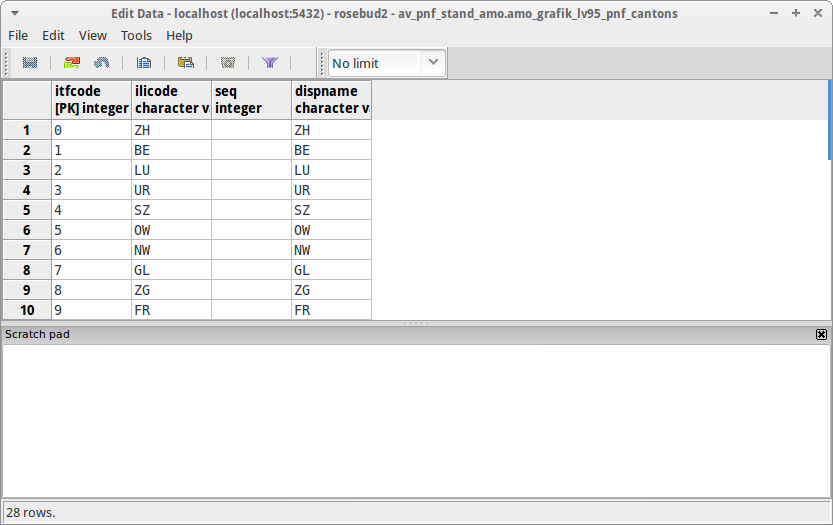 Edit Data - localhost (localhost:5432) - rosebud2 - av_pnf_stand_amo.amo_grafik_lv95_pnf_cantons
File Edit View Tools Help
No limit
itfcode ilicode seq dispname
[PK] integer character va integer character va
1 0 ZH ZH
2 1 BE BE
3 2 LU LU
4 3 UR UR
5 4 SZ SZ
6 5 OW OW
7 6 NW NW
8 7 GL GL
9 8 ZG ZG
10 9 FR FR
Scratch pad
28 rows.